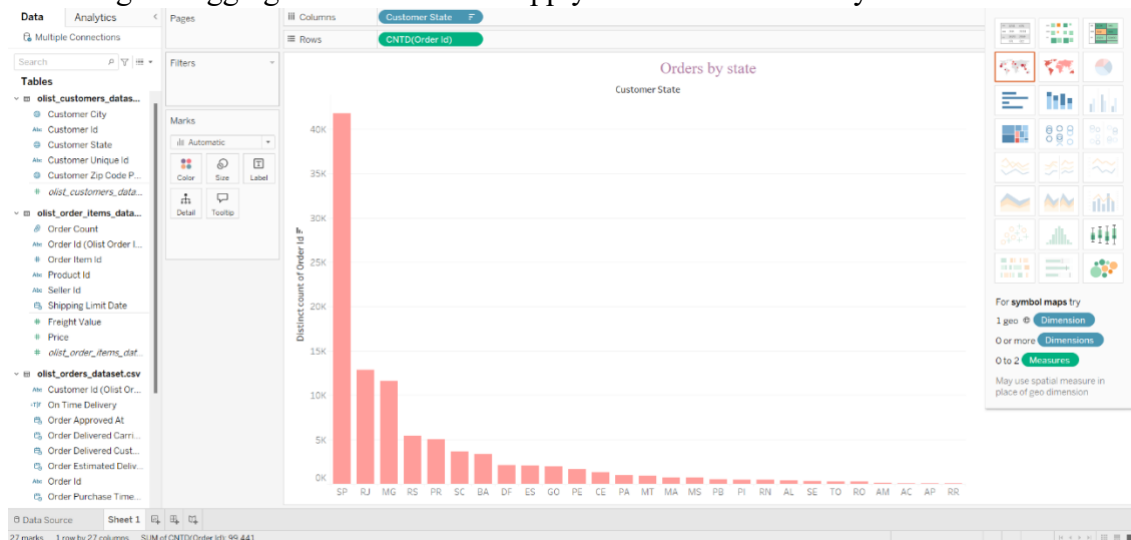 Data Analytics
Multiple Connections
Search
Tables
olist_customers_datas...
Customer City
Abc Customer Id
Customer State
Abc Customer Unique Id
Customer Zip Code P...
# olist_customers_data...
olist_order_items_data...
Order Count
Abc Order Id (Olist Order I...
# Order Item Id
Abc Product Id
Abc Seller Id
Shipping Limit Date
# Freight Value
# Price
# olist_order_items_dat...
olist_orders_dataset.csv
Abc Customer Id (Olist Or...
On Time Delivery
Order Approved At
Order Delivered Carri...
Order Delivered Cust...
Order Estimated Deliv...
Abc Order Id
Order Purchase Time...
Pages
Filters
Marks
Automatic
Color Size Label
Detail Tooltip
Columns Customer State
Rows CNTD(Order Id)
Orders by state
Customer State
Distinct count of Order Id
40K
35K
30K
25K
20K
15K
10K
5K
0K
SP RJ MG RS PR SC BA DF ES GO PE CE PA MT MA MS PB PI RN AL SE TO RO AM AC AP RR
For symbol maps try
1 geo Dimension
0 or more Dimensions
0 to 2 Measures
May use spatial measure in
place of geo dimension
Data Source Sheet 1
27 marks 1 row by 27 columns SUM of CNTD(Order Id): 99,441